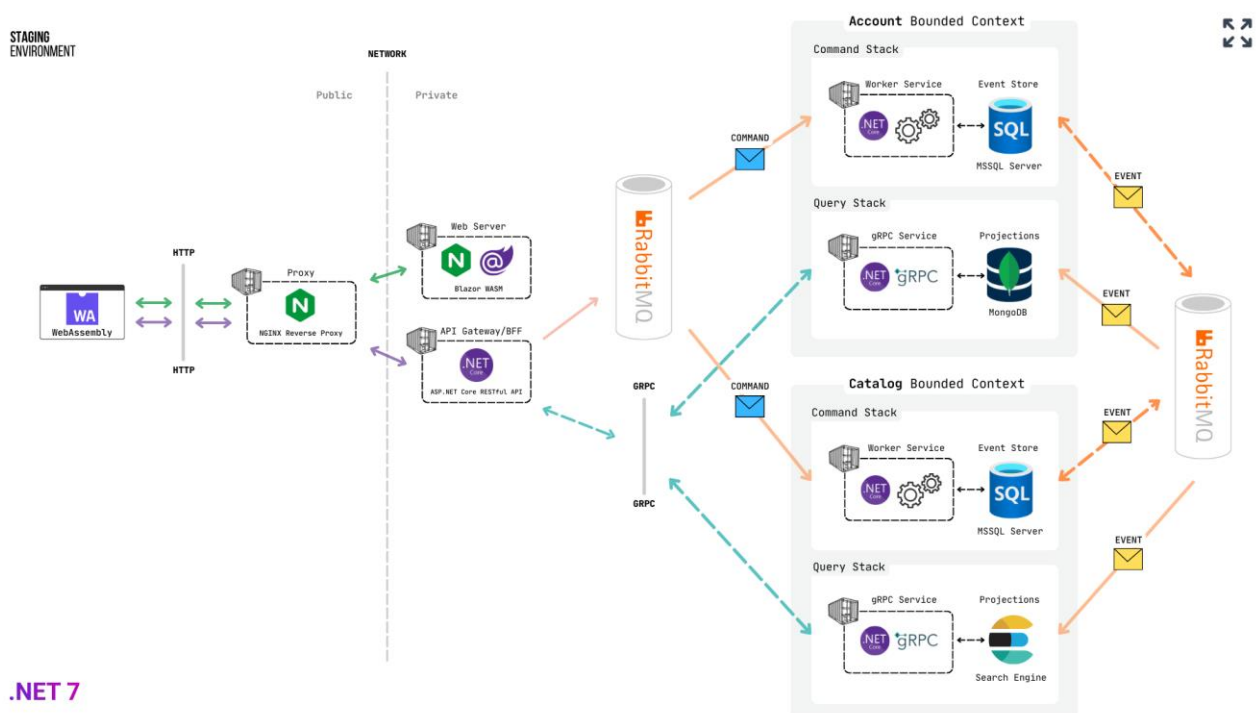 STAGING
ENVIRONMENT
NETWORK
Public
Private
HTTP
HTTP
WA
WebAssembly
Proxy
N
NGINX Reverse Proxy
Web Server
N
@
Blazor WASM
API Gateway/BFF
.NET
Core
ASP.NET Core RESTful API
RabbitMQ
GRPC
GRPC
COMMAND
COMMAND
Account Bounded Context
Command Stack
Worker Service
.NET
Core
Event Store
SQL
MSSQL Server
Query Stack
gRPC Service
.NET
Core
gRPC
Projections
MongoDB
Catalog Bounded Context
Command Stack
Worker Service
.NET
Core
Event Store
SQL
MSSQL Server
Query Stack
gRPC Service
.NET
Core
gRPC
Projections
Search Engine
EVENT
EVENT
EVENT
EVENT
RabbitMQ
.NET 7